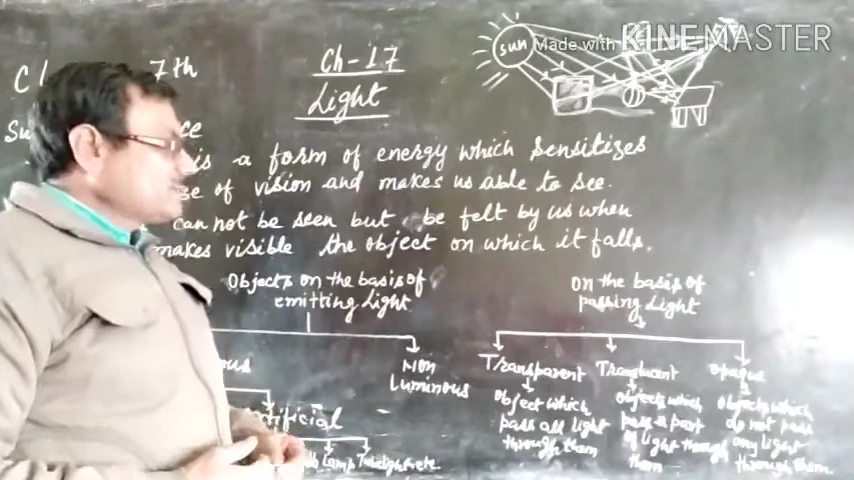 Made with KINEMASTER
7th
Ch-17
sun
Light
is a form of energy which sensitizes
of vision and makes us able to see.
can not be seen but be felt by us when
makes visible the object on which it falls.
Objects on the basis of
emitting light
On the basis of
passing light
Non
Luminous
Transparent
Translucent
opaque
Object which
pass all light
through them
Objects which
pass a part
of light through
them
Objects which
do not pass
any light
through them.
Lamp, Tubelight etc.